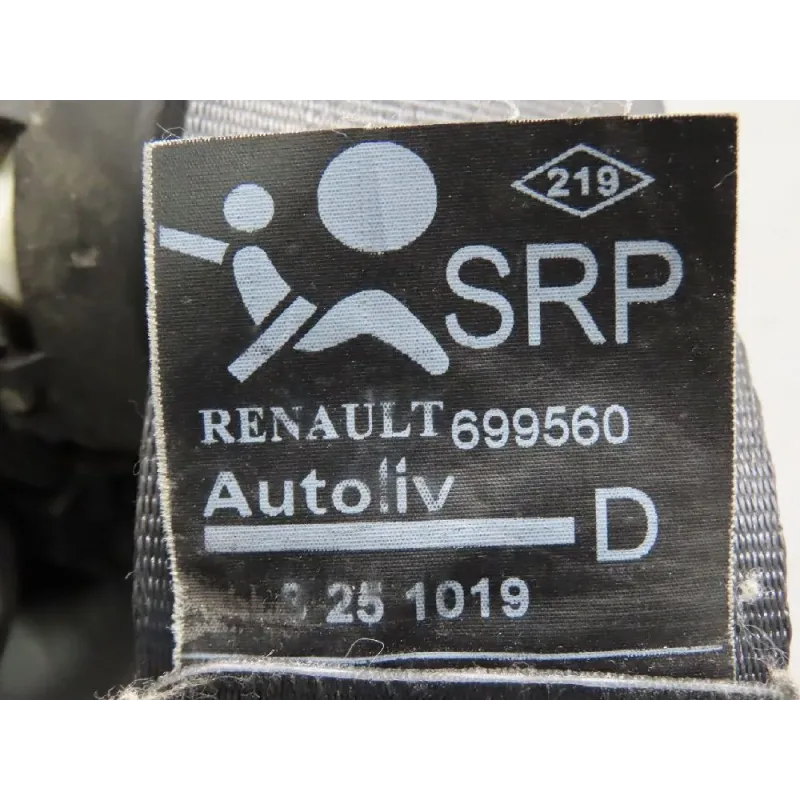 219
SRP
RENAULT 699560
Autoliv
D
25 1019